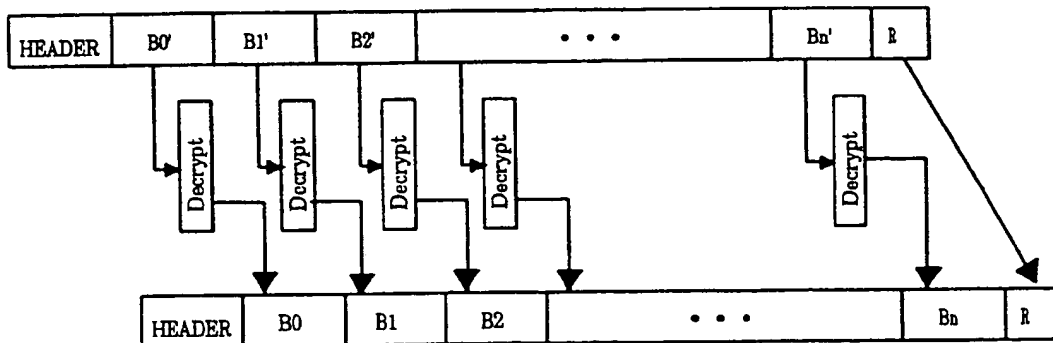 HEADER B0' B1' B2' • • • Bn' R
Decrypt Decrypt Decrypt Decrypt Decrypt
HEADER B0 B1 B2 • • • Bn R